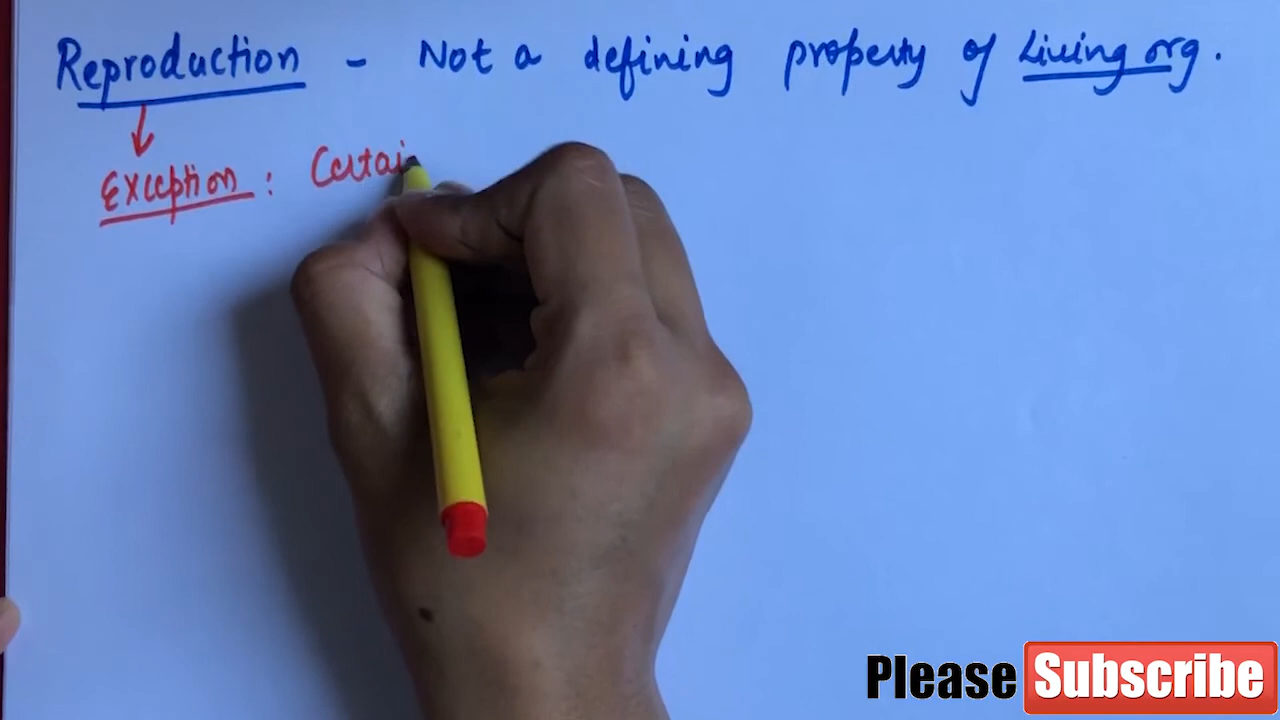 Reproduction - Not a defining property of Living org.
Exception : Certai
Please Subscribe